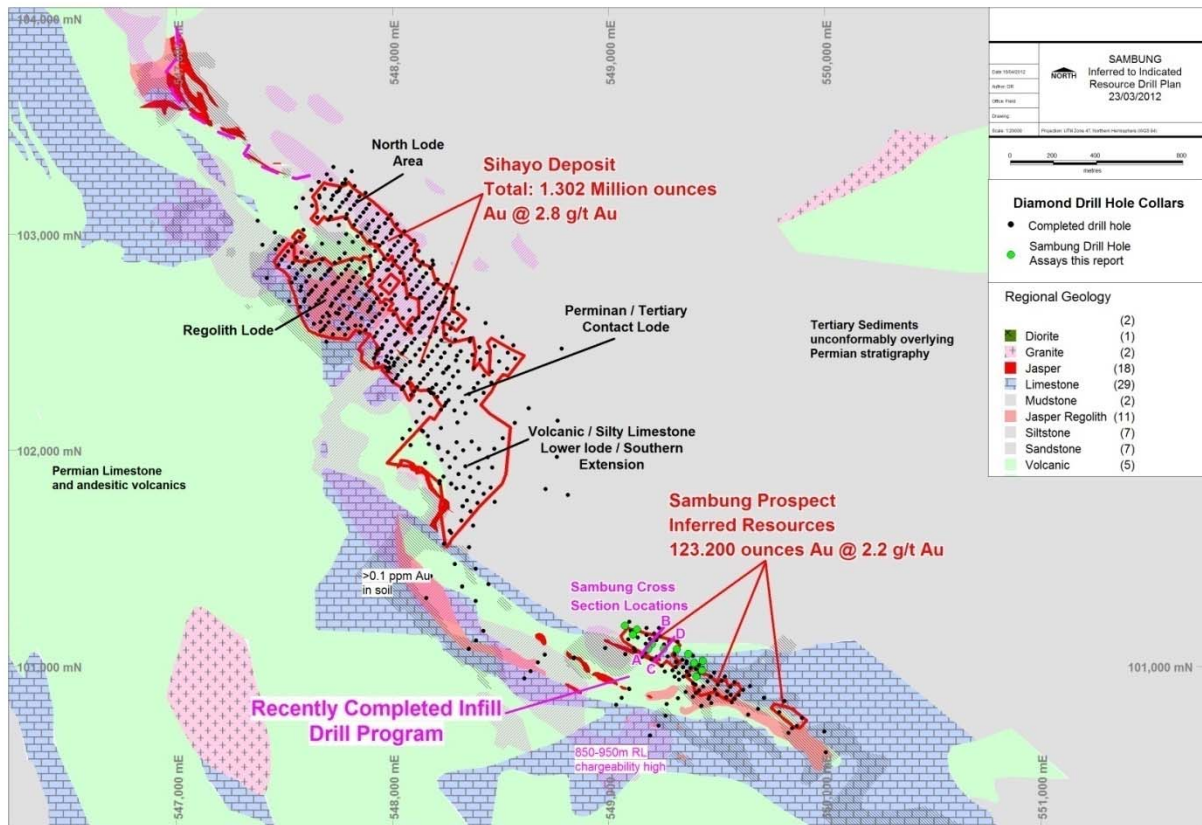 104,000 mN
547,000 mE
548,000 mE
549,000 mE
550,000 mE
SAMBUNG
Inferred to Indicated
Resource Drill Plan
23/03/2012
NORTH
Drawing:
0 200 400 800
metres
Diamond Drill Hole Collars
Completed drill hole
Sambung Drill Hole
Assays this report
Regional Geology
(2)
Diorite (1)
Granite (2)
Jasper (18)
Limestone (29)
Mudstone (2)
Jasper Regolith (11)
Siltstone (7)
Sandstone (7)
Volcanic (5)
North Lode
Area
Sihayo Deposit
Total: 1.302 Million ounces
Au @ 2.8 g/t Au
103,000 mN
Regolith Lode
Perminan / Tertiary
Contact Lode
Tertiary Sediments
unconformably overlying
Permian stratigraphy
Volcanic / Silty Limestone
Lower lode / Southern
Extension
102,000 mN
Permian Limestone
and andesitic volcanics
Sambung Prospect
Inferred Resources
123.200 ounces Au @ 2.2 g/t Au
>0.1 ppm Au
in soil
Sambung Cross
Section Locations
B
D
A
C
101,000 mN
101,000 mN
Recently Completed Infill
Drill Program
850-950m RL
chargeability high
547,000 mE
548,000 mE
549,000 mE
550,000 mE
551,000 mE